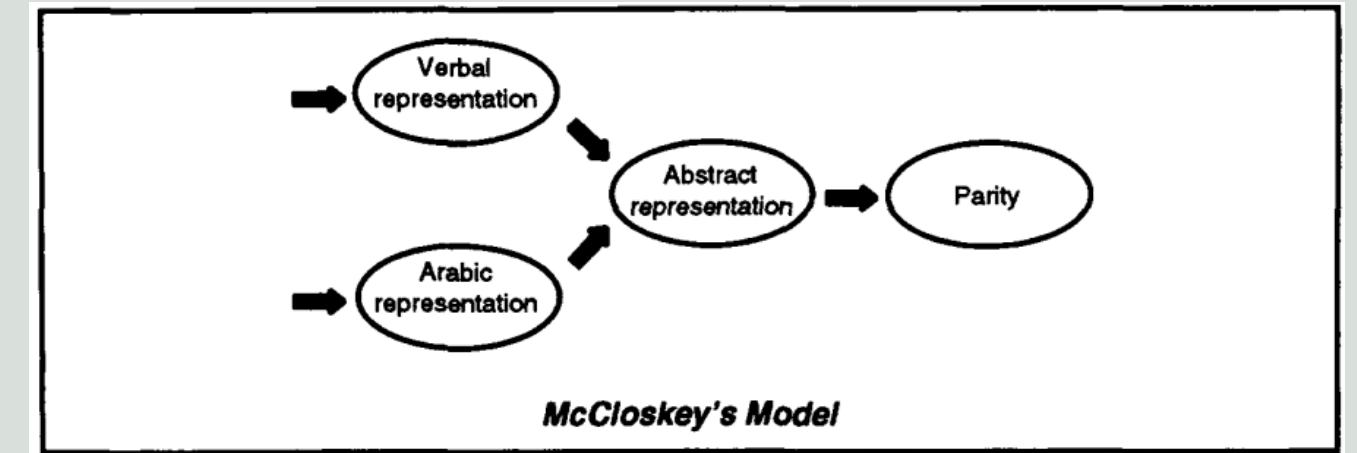 Verbal
representation
Abstract
representation
Parity
Arabic
representation
McCloskey's Model